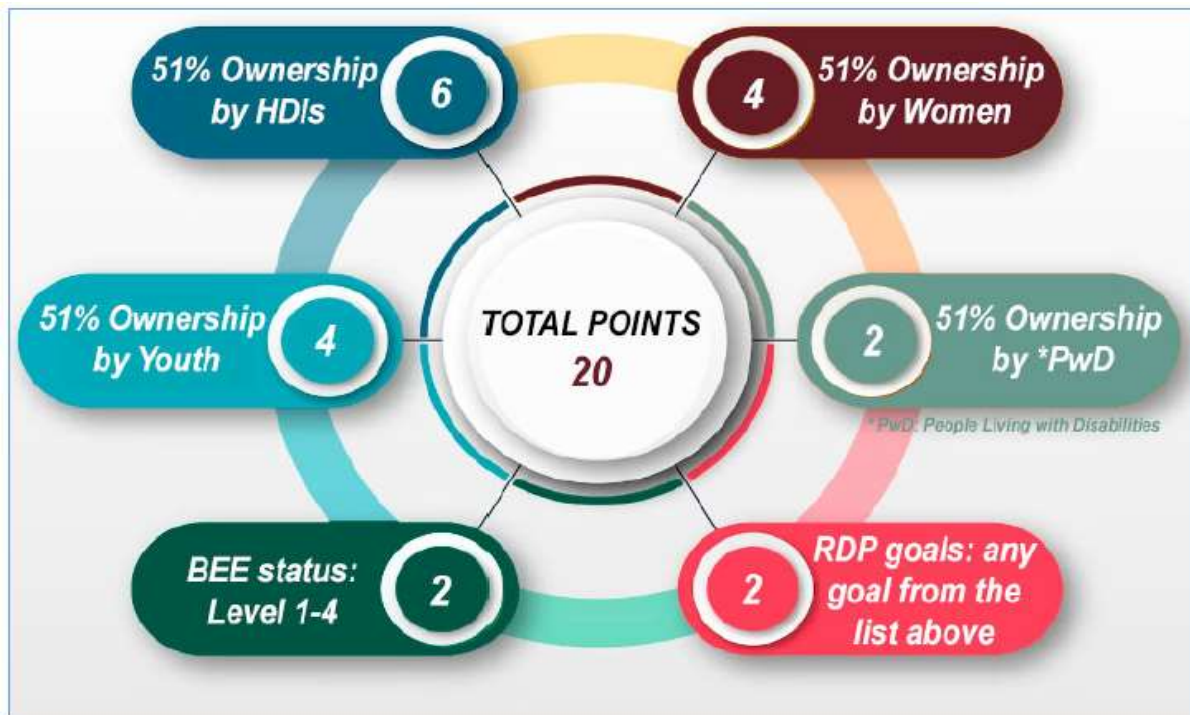 51% Ownership
by HDIs
6
4
51% Ownership
by Women
51% Ownership
by Youth
4
TOTAL POINTS
20
2
51% Ownership
by *PwD
* PwD: People Living with Disabilities
BEE status:
Level 1-4
2
2
RDP goals: any
goal from the
list above